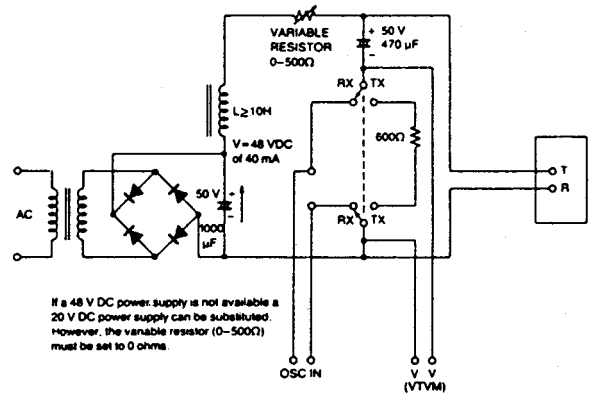 VARIABLE
RESISTOR
0–500Ω
+ 50 V
470 µF
–
RX TX
L≥10H
V=48 VDC
of 40 mA
600Ω
T
R
AC
50 V +
–
1000
µF
RX TX
If a 48 V DC power supply is not available a
20 V DC power supply can be substituted.
However, the variable resistor (0–500Ω)
must be set to 0 ohms.
OSC IN
V V
(VTVM)